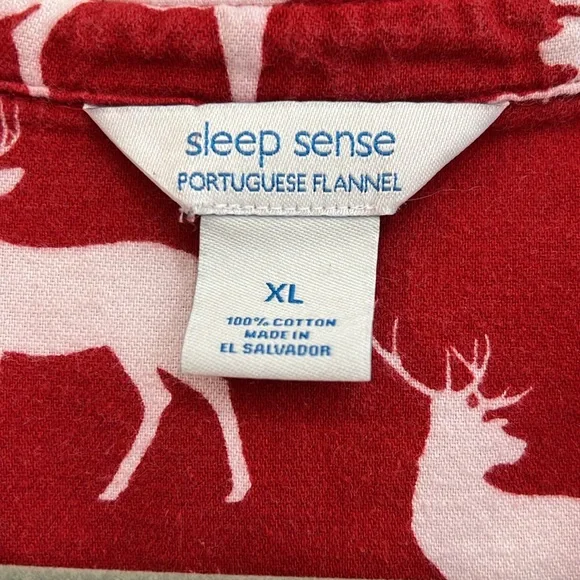 sleep sense
PORTUGUESE FLANNEL
XL
100% COTTON
MADE IN
EL SALVADOR